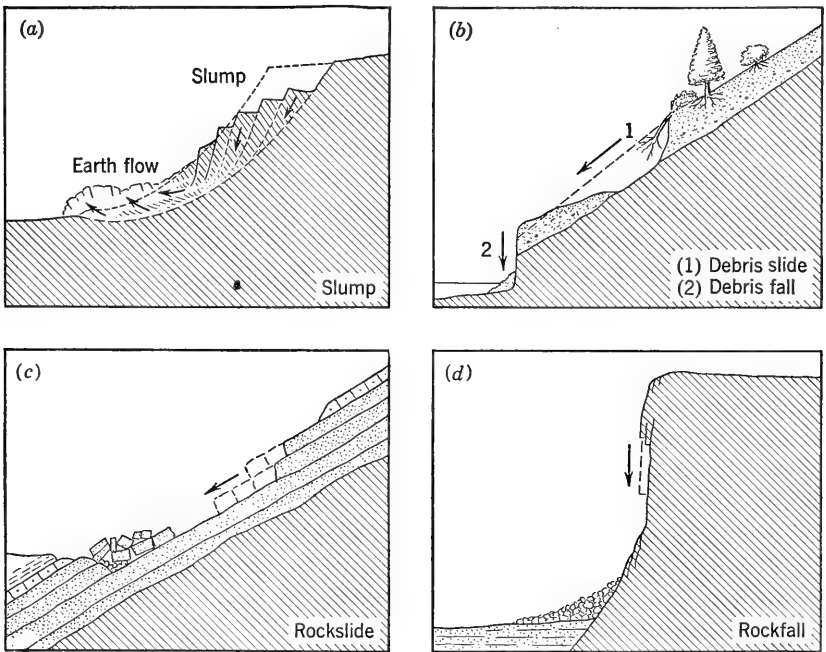 (a)
Slump
Earth flow
Slump
(b)
1
2
(1) Debris slide
(2) Debris fall
(c)
Rockslide
(d)
Rockfall